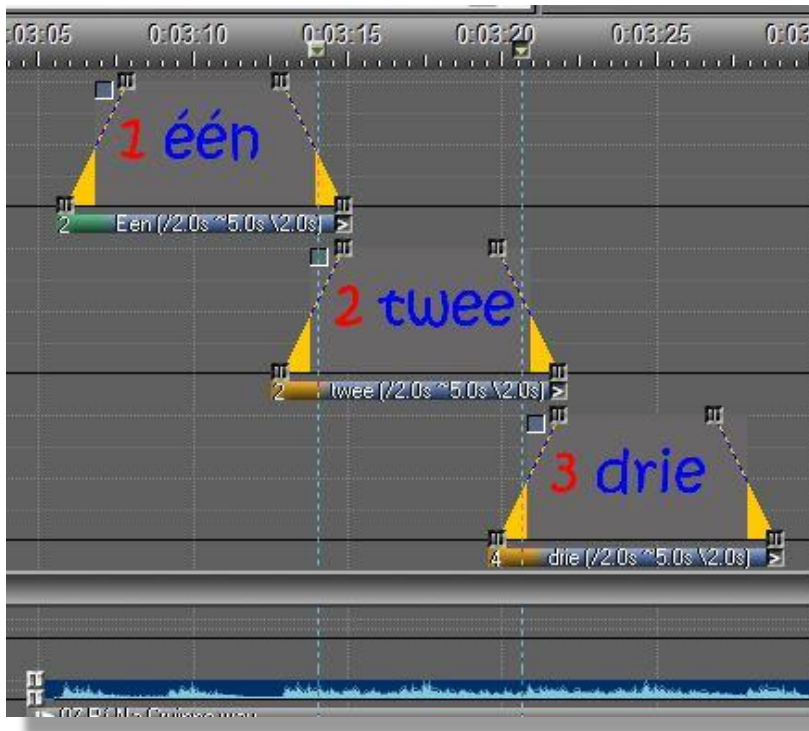 0:03:05 0:03:10 0:03:15 0:03:20 0:03:25 0:03
1 één
2 Een (/2.0s ~5.0s \2.0s) >
2 twee
2 twee (/2.0s ~5.0s \2.0s) >
3 drie
4 drie (/2.0s ~5.0s \2.0s) >